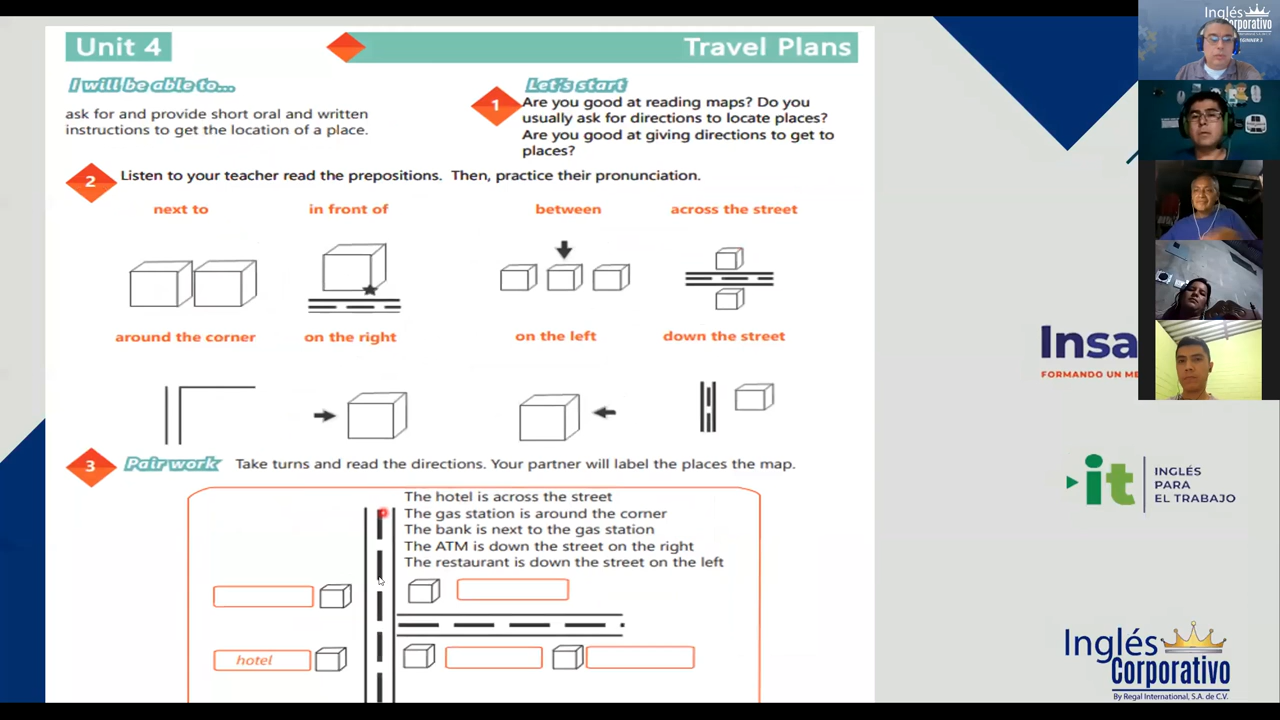 Unit 4
Travel Plans
I will be able to...
ask for and provide short oral and written
instructions to get the location of a place.
Let's start
1
Are you good at reading maps? Do you
usually ask for directions to locate places?
Are you good at giving directions to get to
places?
2
Listen to your teacher read the prepositions. Then, practice their pronunciation.
next to
in front of
between
across the street
around the corner
on the right
on the left
down the street
3
Pair work
Take turns and read the directions. Your partner will label the places the map.
The hotel is across the street
The gas station is around the corner
The bank is next to the gas station
The ATM is down the street on the right
The restaurant is down the street on the left
hotel
Inglés
Insa
FORMANDO UN ME
it
INGLÉS
PARA
EL TRABAJO
Inglés
Corporativo
By Regal International, S.A. de C.V.